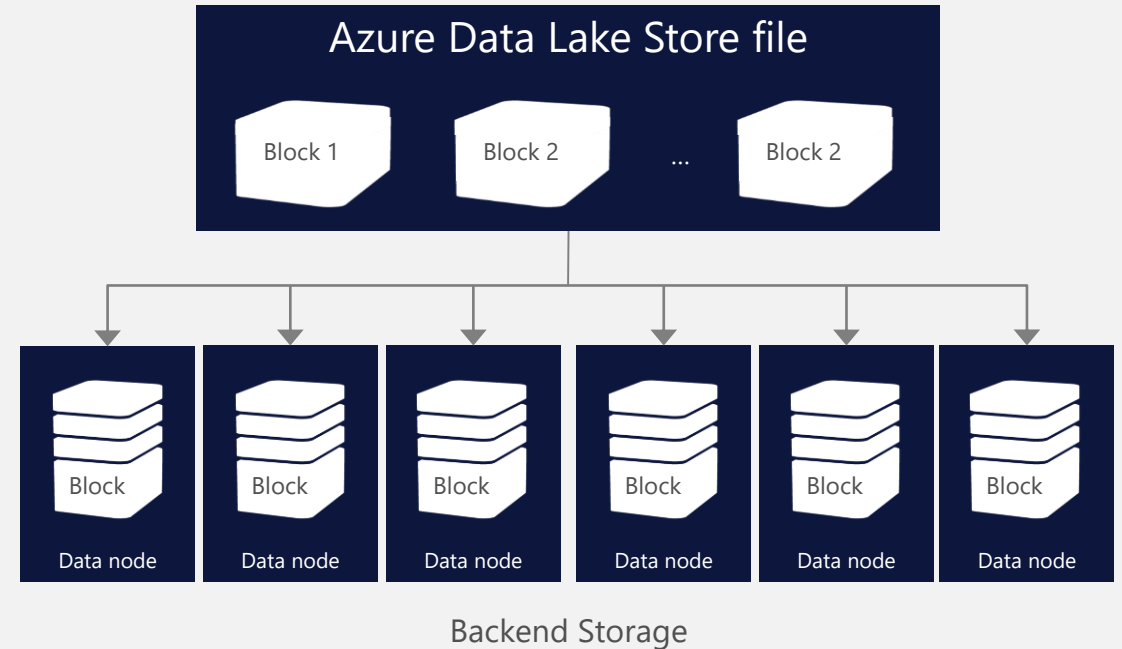 Azure Data Lake Store file
Block 1
Block 2
...
Block 2
Block
Block
Block
Block
Block
Block
Data node
Data node
Data node
Data node
Data node
Data node
Backend Storage